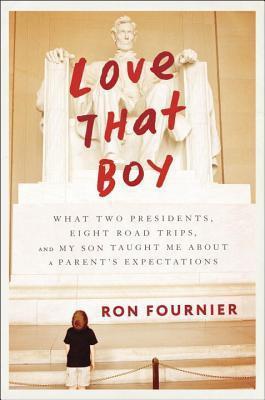 LOVE
THAT
BOY
WHAT TWO PRESIDENTS,
EIGHT ROAD TRIPS,
AND MY SON TAUGHT ME ABOUT
A PARENT'S EXPECTATIONS
RON FOURNIER